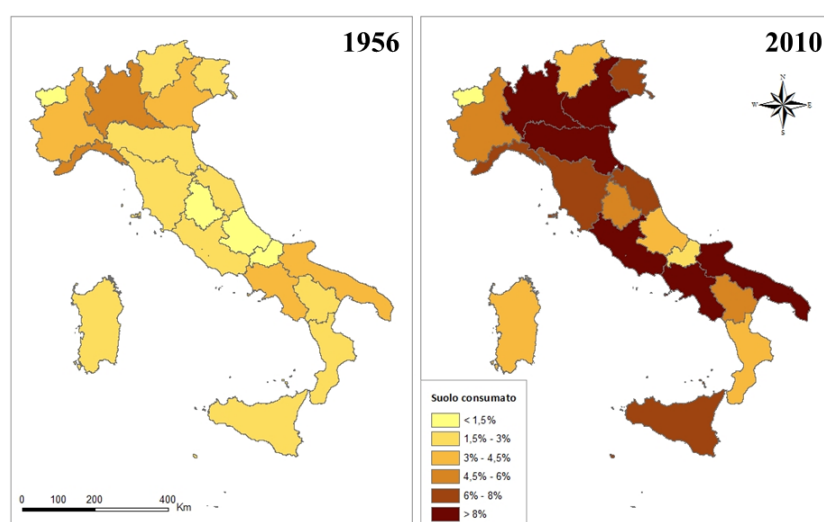 1956
2010
N
W E
S
Suolo consumato
< 1,5%
1,5% - 3%
3% - 4,5%
4,5% - 6%
6% - 8%
> 8%
0 100 200 400
Km